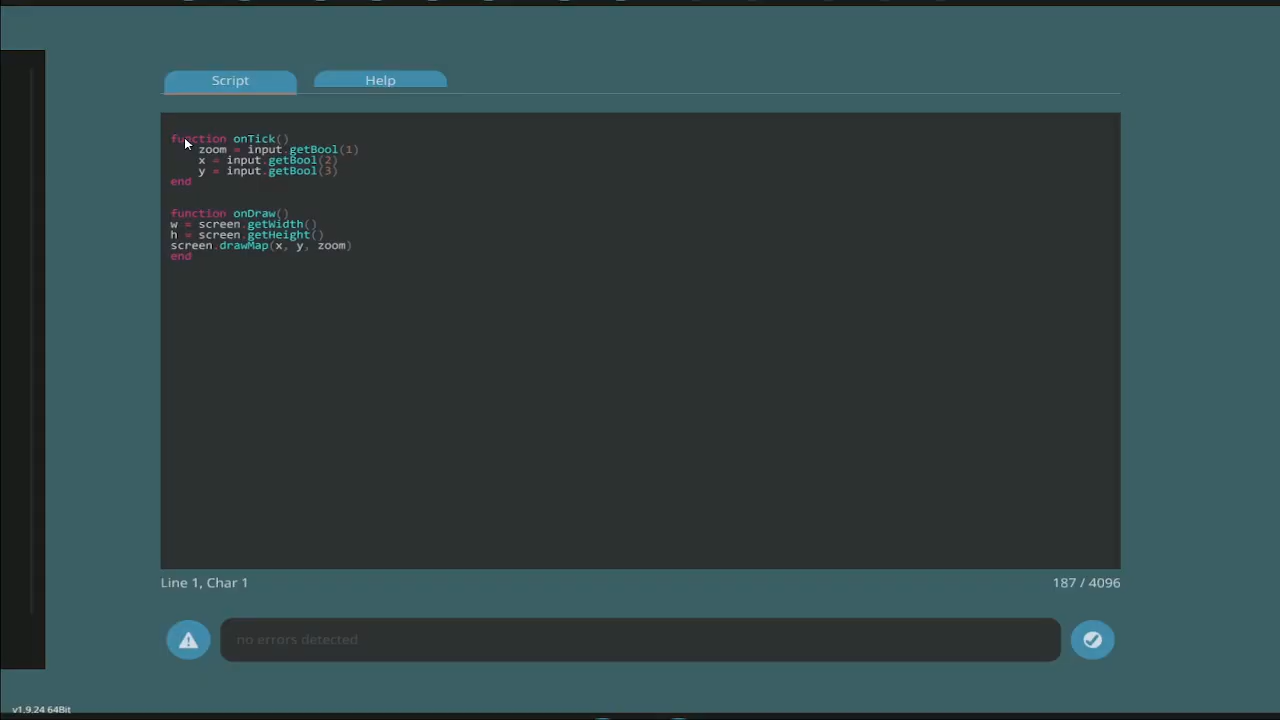 Script Help
function onTick()
zoom = input.getBool(1)
x = input.getBool(2)
y = input.getBool(3)
end
function onDraw()
w = screen.getWidth()
h = screen.getHeight()
screen.drawMap(x, y, zoom)
end
Line 1, Char 1 187 / 4096
no errors detected
v1.9.24 64Bit